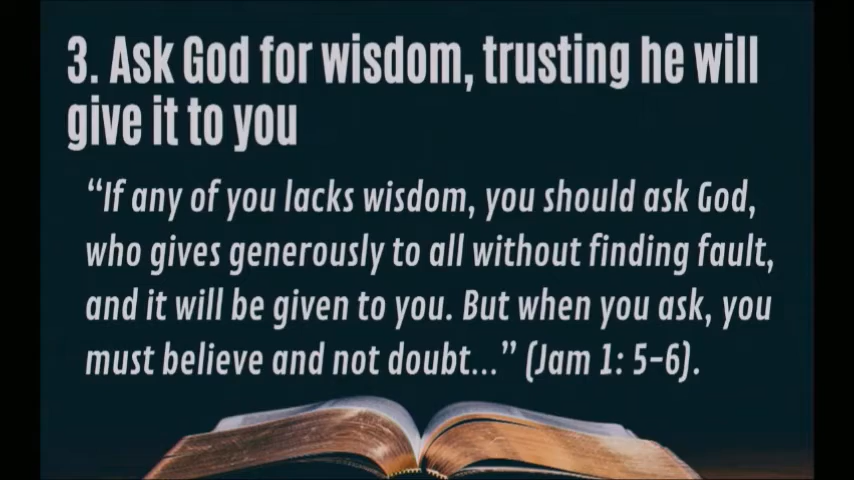 3. Ask God for wisdom, trusting he will
give it to you
“If any of you lacks wisdom, you should ask God,
who gives generously to all without finding fault,
and it will be given to you. But when you ask, you
must believe and not doubt...” (Jam 1: 5-6).